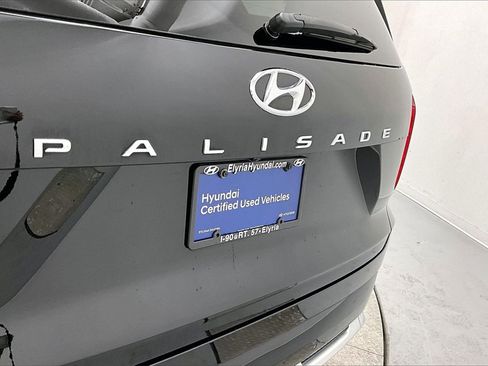 PALISADE
ElyriaHyundai.com
Hyundai
Certified Used Vehicles
I-90 & RT. 57 • Elyria